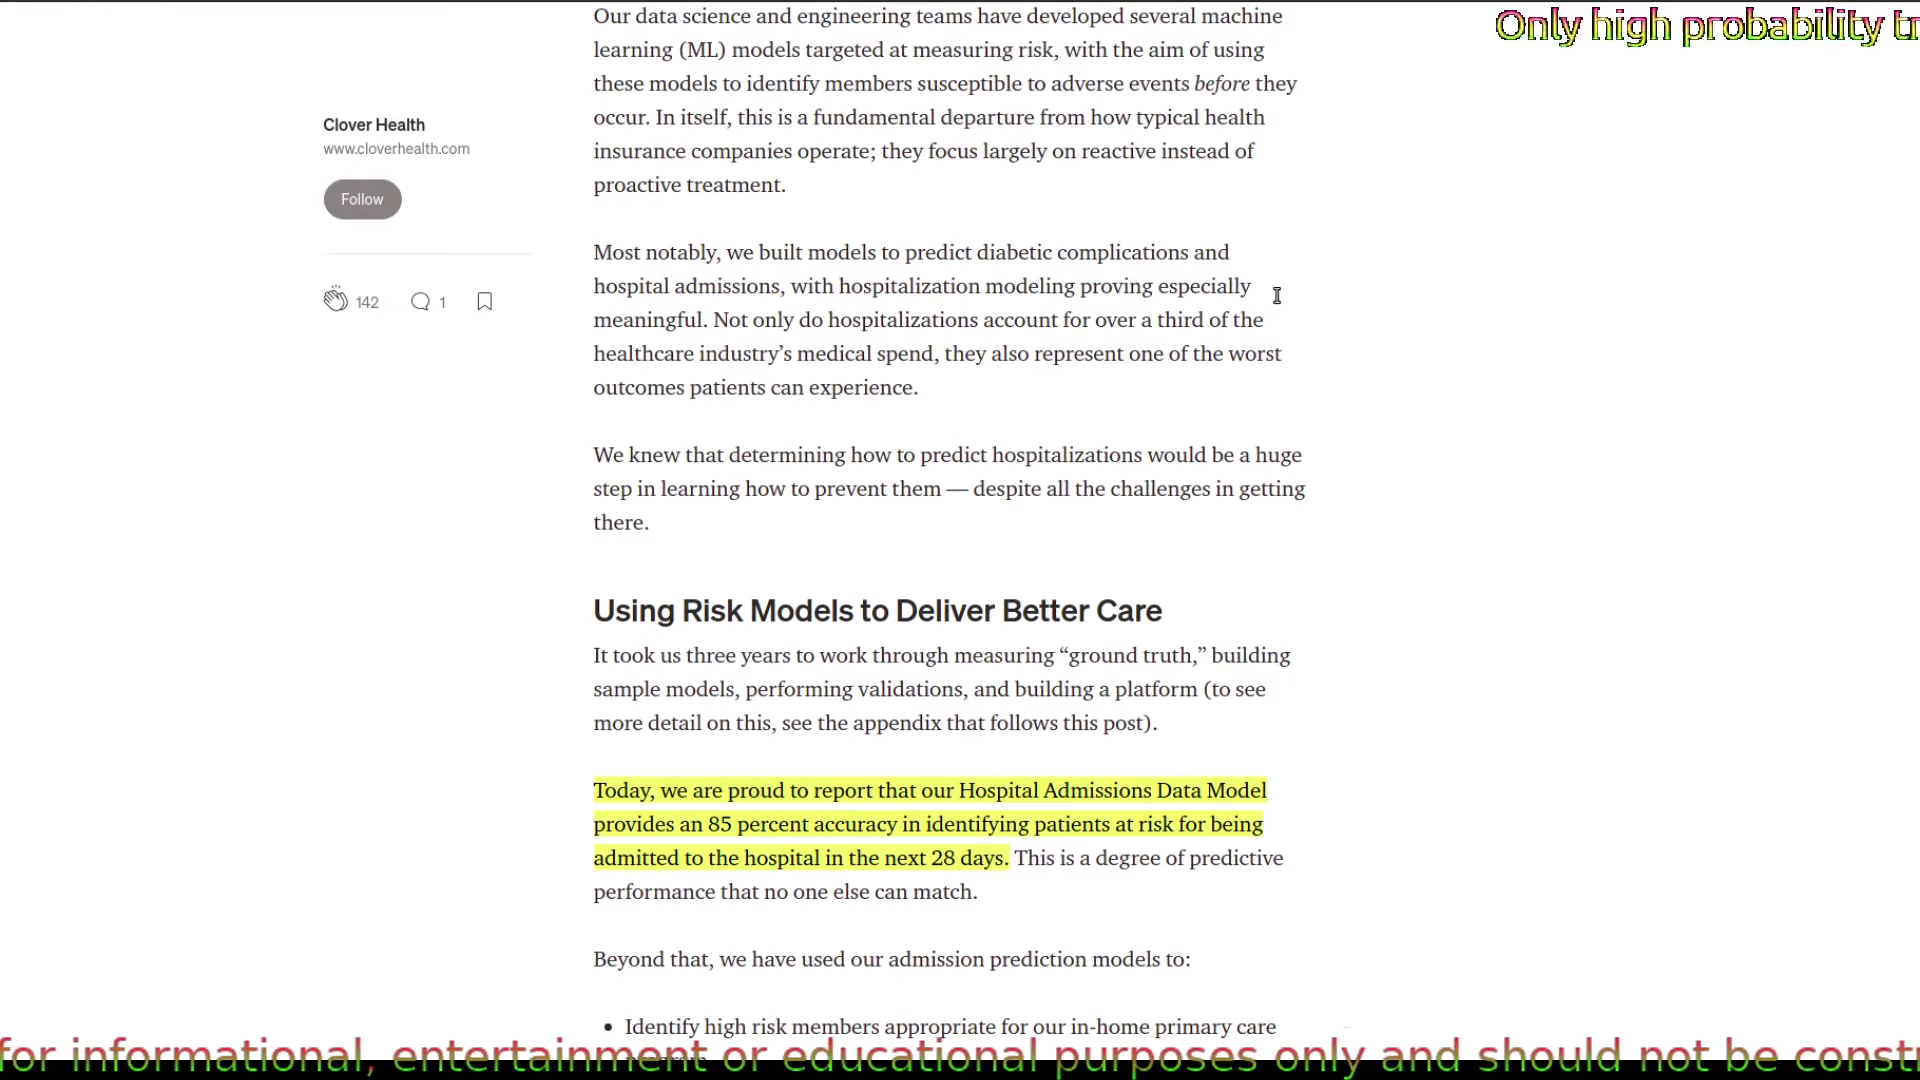 Our data science and engineering teams have developed several machine
learning (ML) models targeted at measuring risk, with the aim of using
these models to identify members susceptible to adverse events before they
occur. In itself, this is a fundamental departure from how typical health
insurance companies operate; they focus largely on reactive instead of
proactive treatment.
Only high probability
Clover Health
www.cloverhealth.com
Follow
142
1
Most notably, we built models to predict diabetic complications and
hospital admissions, with hospitalization modeling proving especially
meaningful. Not only do hospitalizations account for over a third of the
healthcare industry’s medical spend, they also represent one of the worst
outcomes patients can experience.
We knew that determining how to predict hospitalizations would be a huge
step in learning how to prevent them — despite all the challenges in getting
there.
Using Risk Models to Deliver Better Care
It took us three years to work through measuring “ground truth,” building
sample models, performing validations, and building a platform (to see
more detail on this, see the appendix that follows this post).
Today, we are proud to report that our Hospital Admissions Data Model
provides an 85 percent accuracy in identifying patients at risk for being
admitted to the hospital in the next 28 days. This is a degree of predictive
performance that no one else can match.
Beyond that, we have used our admission prediction models to:
• Identify high risk members appropriate for our in-home primary care
for informational, entertainment or educational purposes only and should not be